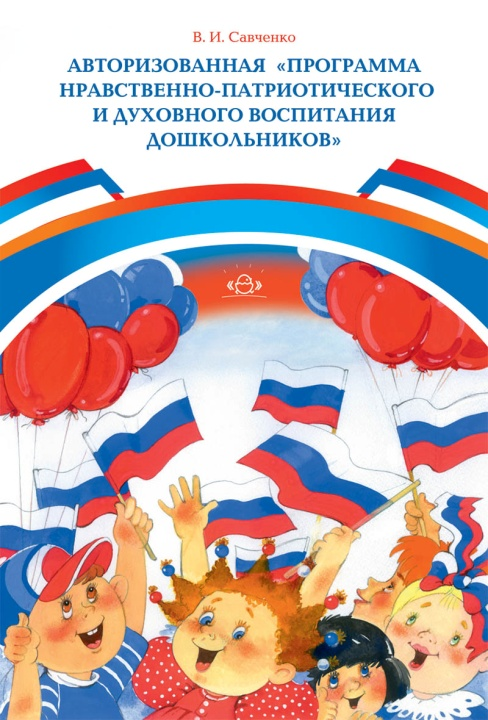 В. И. Савченко
АВТОРИЗОВАННАЯ «ПРОГРАММА
НРАВСТВЕННО-ПАТРИОТИЧЕСКОГО
И ДУХОВНОГО ВОСПИТАНИЯ
ДОШКОЛЬНИКОВ»